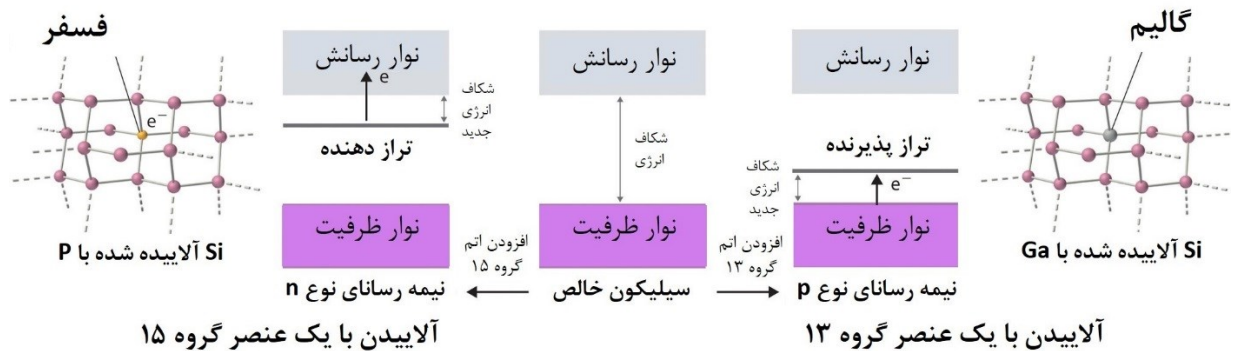 گالیم
Si آلاییده شده با Ga
نوار رسانش
تراز پذیرنده
شکاف
انرژی
جدید
e−
نوار ظرفیت
نیمه رسانای نوع p
افزودن اتم
گروه ۱۳
آلاییدن با یک عنصر گروه ۱۳
نوار رسانش
شکاف
انرژی
نوار ظرفیت
سیلیکون خالص
افزودن اتم
گروه ۱۵
نوار رسانش
e
شکاف
انرژی
جدید
تراز دهنده
نوار ظرفیت
نیمه رسانای نوع n
فسفر
e−
Si آلاییده شده با P
آلاییدن با یک عنصر گروه ۱۵